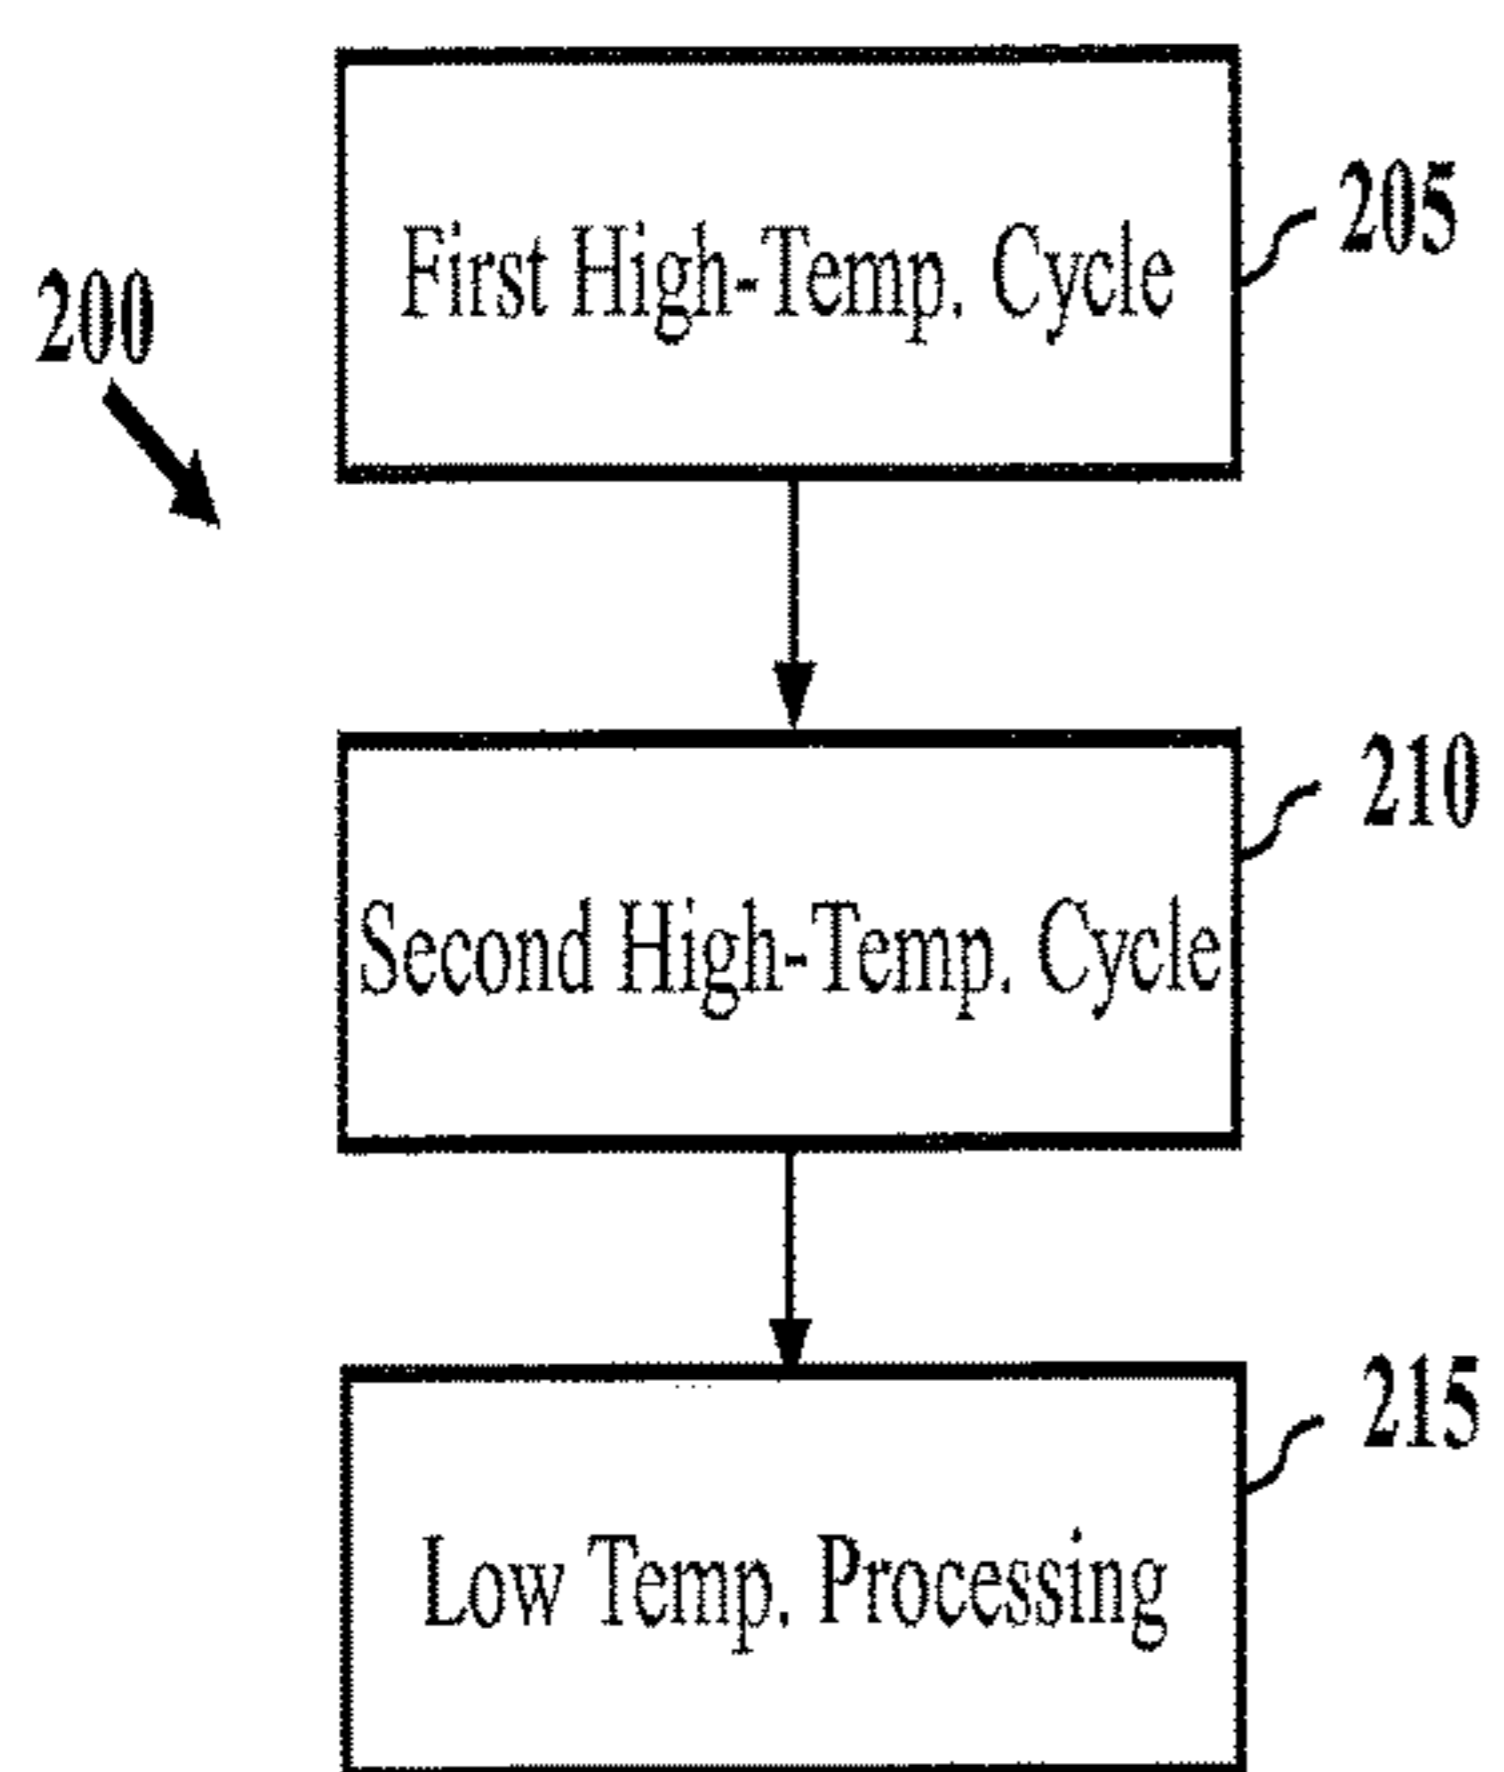 205
First High-Temp. Cycle
200
210
Second High-Temp. Cycle
215
Low Temp. Processing